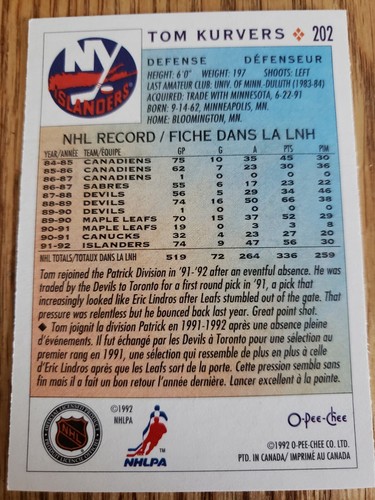 TOM KURVERS 202
NY
ISLANDERS
DEFENSE DÉFENSEUR
HEIGHT: 6'0" WEIGHT: 197 SHOOTS: LEFT
LAST AMATEUR CLUB: UNIV. OF MINN. DULUTH (1983-84)
ACQUIRED: TRADE WITH MINNESOTA, 6-22-91
BORN: 9-14-62, MINNEAPOLIS, MN.
HOME: BLOOMINGTON, MN.
NHL RECORD / FICHE DANS LA LNH
YEAR/ANNÉE TEAM/ÉQUIPE GP G A PTS PIM
84-85 CANADIENS 75 10 35 45 30
85-86 CANADIENS 62 7 23 30 36
86-87 CANADIENS 1 0 0 0 0
86-87 SABRES 55 6 17 23 22
87-88 DEVILS 56 5 29 34 46
88-89 DEVILS 74 16 50 66 38
89-90 DEVILS 1 0 0 0 0
89-90 MAPLE LEAFS 70 15 37 52 29
90-91 MAPLE LEAFS 19 0 3 3 8
90-91 CANUCKS 32 4 23 27 20
91-92 ISLANDERS 74 9 47 56 30
NHL TOTALS/TOTAUX DANS LA LNH 519 72 264 336 259
Tom rejoined the Patrick Division in '91-'92 after an eventful absence. He was
traded by the Devils to Toronto for a first round pick in '91, a pick that
increasingly looked like Eric Lindros after Leafs stumbled out of the gate. That
pressure was relentless but he bounced back last year. Great point shot.
◆ Tom joignit la division Patrick en 1991-1992 après une absence pleine
d'événements. Il fut échangé par les Devils à Toronto pour une sélection au
premier rang en 1991, une sélection qui ressemble de plus en plus à celle
d'Eric Lindros après que les Leafs sort de la porte. Cette pression sembla sans
fin mais il a fait un bon retour l'année dernière. Lancer excellent à la pointe.
NHL
©1992
NHLPA
NHLPA
™
O-Pee-Chee
©1992 O-PEE-CHEE CO. LTD.
PTD. IN CANADA/ IMPRIMÉ AU CANADA